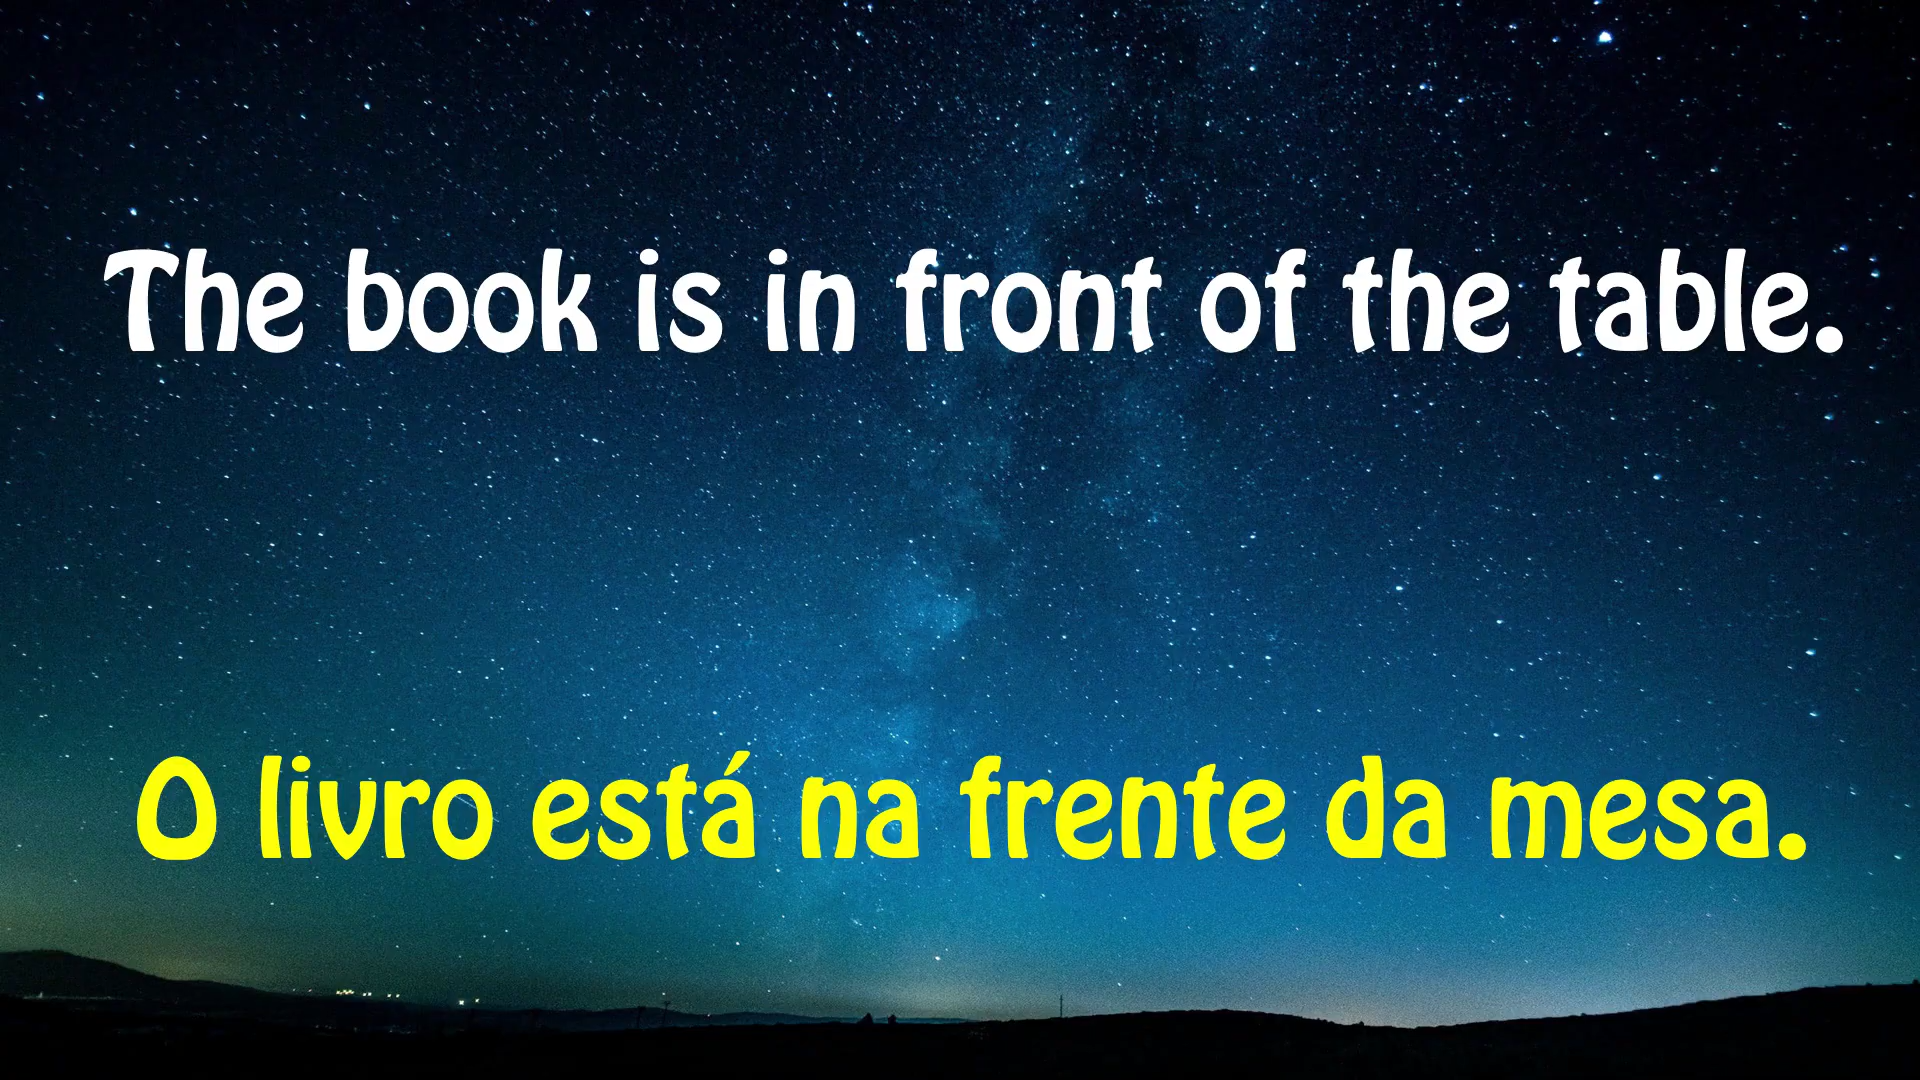 The book is in front of the table.
O livro está na frente da mesa.